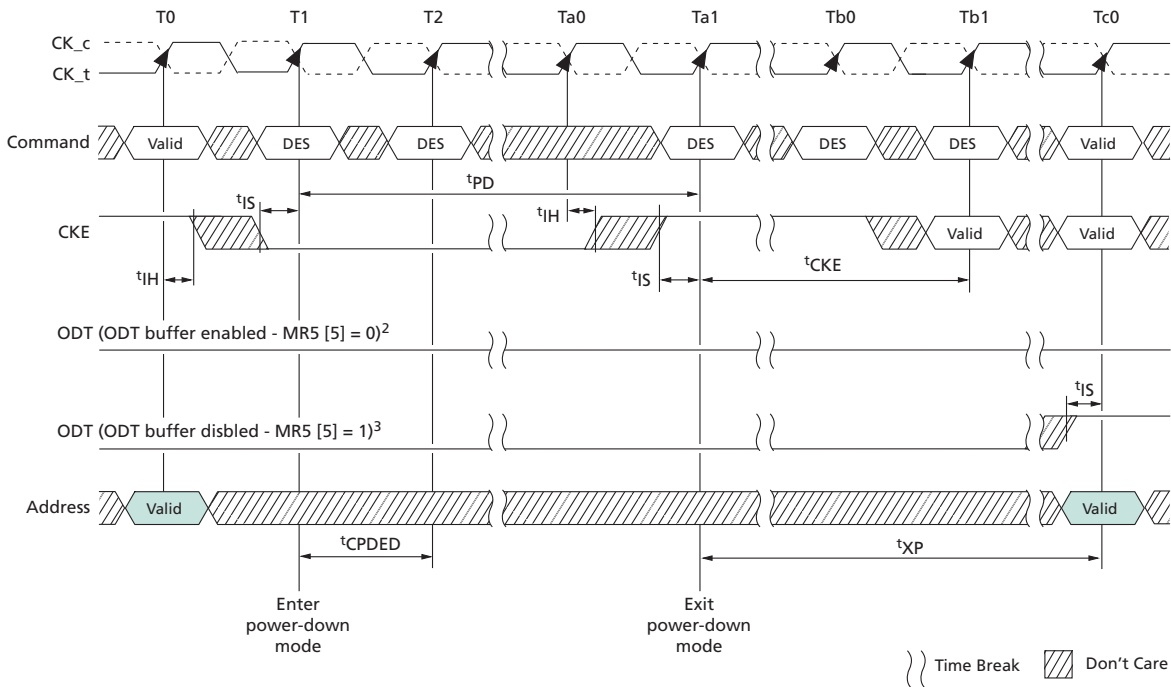 T0 T1 T2 Ta0 Ta1 Tb0 Tb1 Tc0
CK_c
CK_t
Command Valid DES DES DES DES DES Valid
tPD
tIS tIH
CKE Valid Valid
tIH tIS tCKE
ODT (ODT buffer enabled - MR5 [5] = 0)2
tIS
ODT (ODT buffer disbled - MR5 [5] = 1)3
Address Valid Valid
tCPDED tXP
Enter
power-down
mode
Exit
power-down
mode
Time Break Don't Care